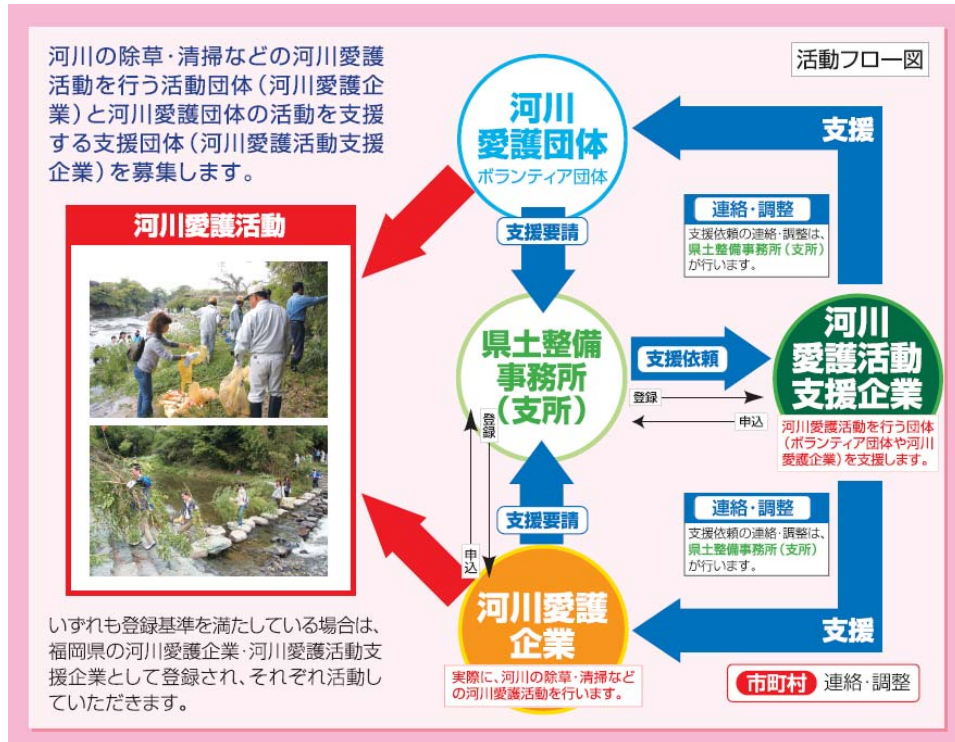 河川の除草・清掃などの河川愛護
活動を行う活動団体（河川愛護企
業）と河川愛護団体の活動を支援
する支援団体（河川愛護活動支援
企業）を募集します。
活動フロー図
河川
愛護団体
ボランティア団体
支援
連絡・調整
支援依頼の連絡・調整は、
県土整備事務所（支所）
が行います。
河川愛護活動
支援要請
県土整備
事務所
（支所）
支援依頼
登録
申込
河川
愛護活動
支援企業
河川愛護活動を行う団体
（ボランティア団体や河川
愛護企業）を支援します。
登録
申込
支援要請
連絡・調整
支援依頼の連絡・調整は、
県土整備事務所（支所）
が行います。
河川愛護
企業
実際に、河川の除草・清掃など
の河川愛護活動を行います。
支援
いずれも登録基準を満たしている場合は、
福岡県の河川愛護企業・河川愛護活動支
援企業として登録され、それぞれ活動し
ていただきます。
市町村 連絡・調整